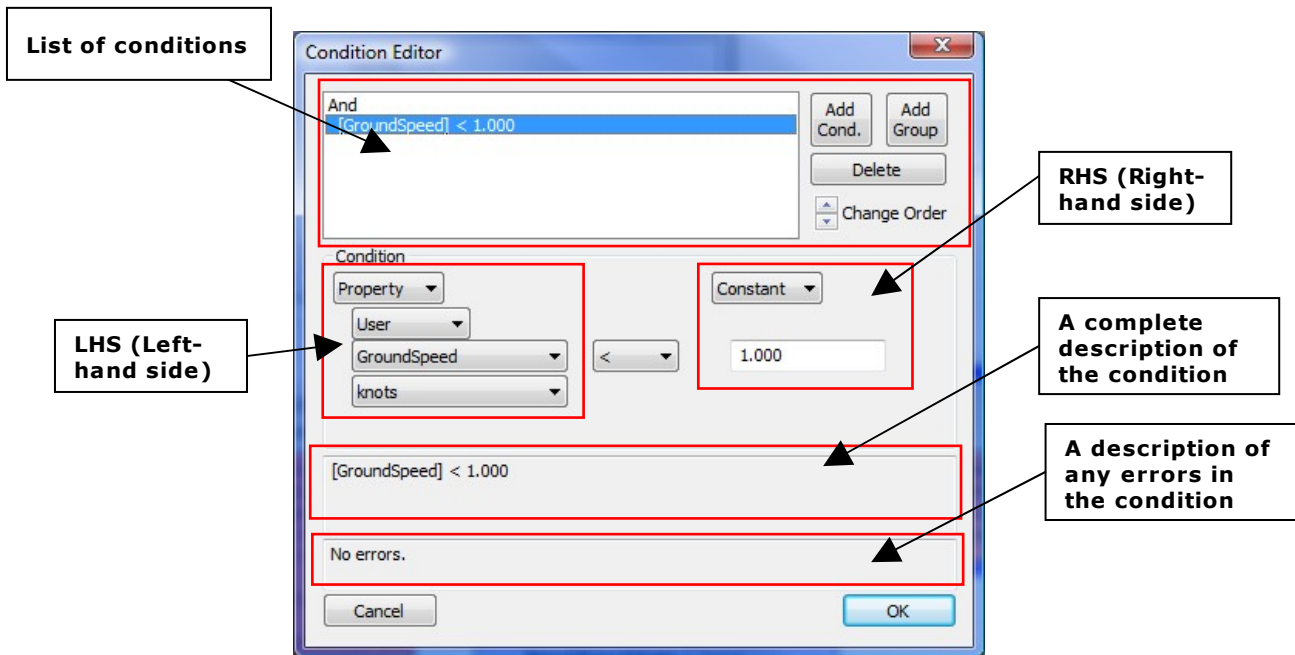 List of conditions
Condition Editor
And
[GroundSpeed] < 1.000
Add
Cond.
Add
Group
Delete
Change Order
RHS (Right-
hand side)
Condition
Property
User
GroundSpeed
knots
<
Constant
1.000
LHS (Left-
hand side)
A complete
description of
the condition
[GroundSpeed] < 1.000
A description of
any errors in
the condition
No errors.
Cancel
OK